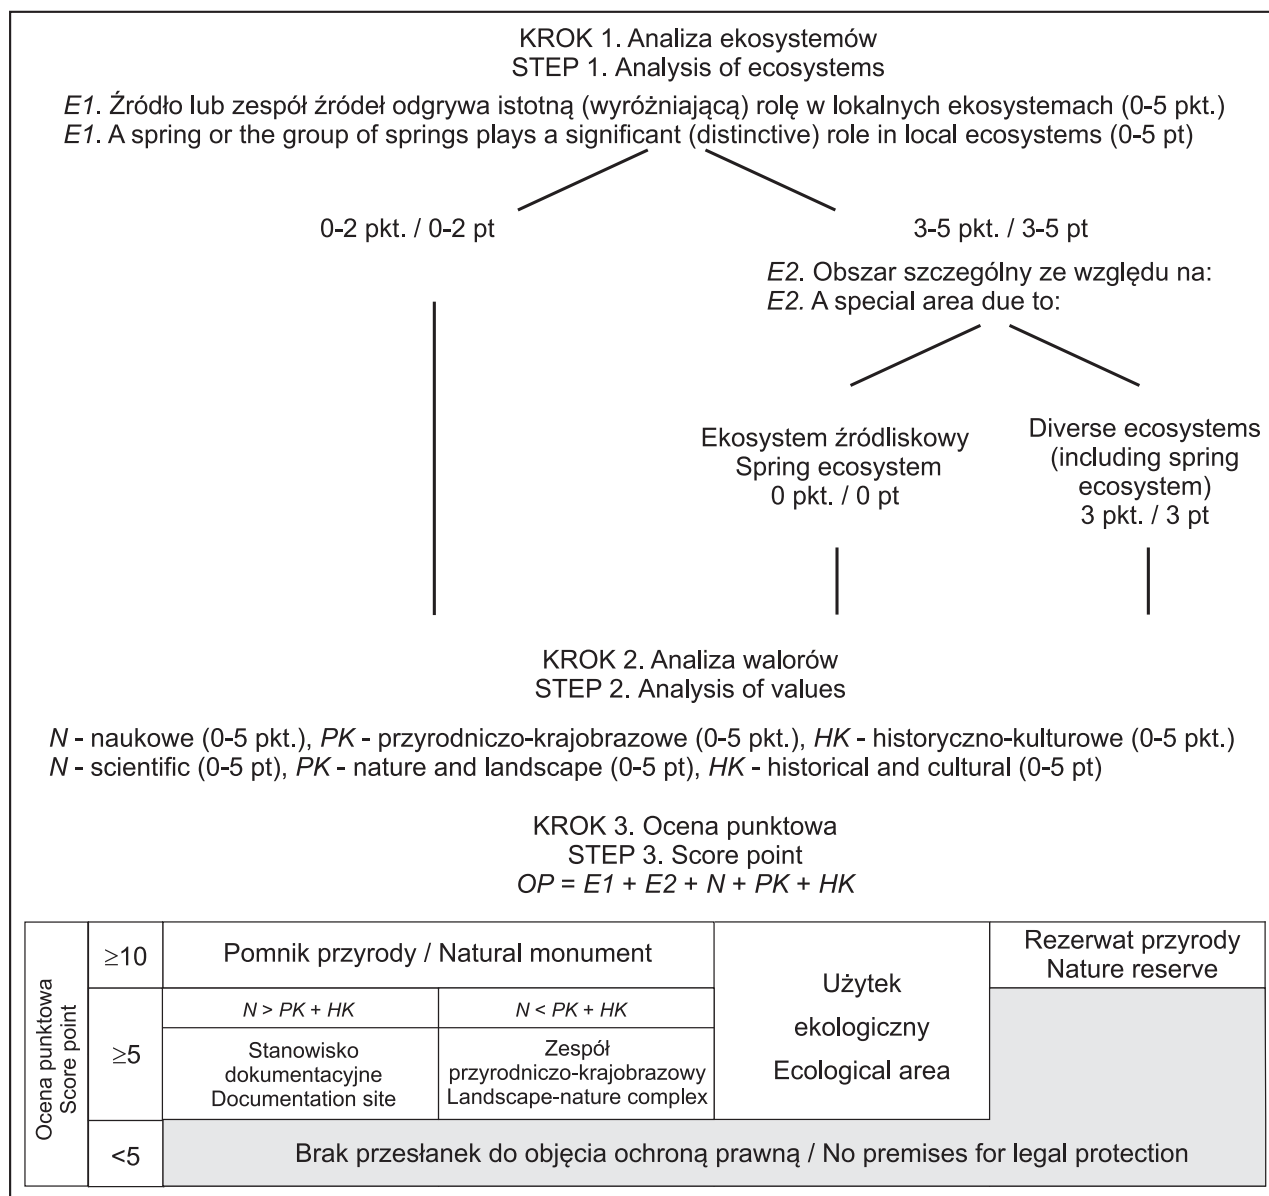 KROK 1. Analiza ekosystemów
STEP 1. Analysis of ecosystems
E1. Źródło lub zespół źródeł odgrywa istotną (wyróżniającą) rolę w lokalnych ekosystemach (0-5 pkt.)
E1. A spring or the group of springs plays a significant (distinctive) role in local ecosystems (0-5 pt)
0-2 pkt. / 0-2 pt
3-5 pkt. / 3-5 pt
E2. Obszar szczególny ze względu na:
E2. A special area due to:
Ekosystem źródliskowy
Spring ecosystem
0 pkt. / 0 pt
Diverse ecosystems
(including spring
ecosystem)
3 pkt. / 3 pt
KROK 2. Analiza walorów
STEP 2. Analysis of values
N - naukowe (0-5 pkt.), PK - przyrodniczo-krajobrazowe (0-5 pkt.), HK - historyczno-kulturowe (0-5 pkt.)
N - scientific (0-5 pt), PK - nature and landscape (0-5 pt), HK - historical and cultural (0-5 pt)
KROK 3. Ocena punktowa
STEP 3. Score point
OP = E1 + E2 + N + PK + HK
Ocena punktowa
Score point
≥10
Pomnik przyrody / Natural monument
Użytek
ekologiczny
Ecological area
Rezerwat przyrody
Nature reserve
≥5
N > PK + HK
N < PK + HK
Stanowisko
dokumentacyjne
Documentation site
Zespół
przyrodniczo-krajobrazowy
Landscape-nature complex
<5
Brak przesłanek do objęcia ochroną prawną / No premises for legal protection